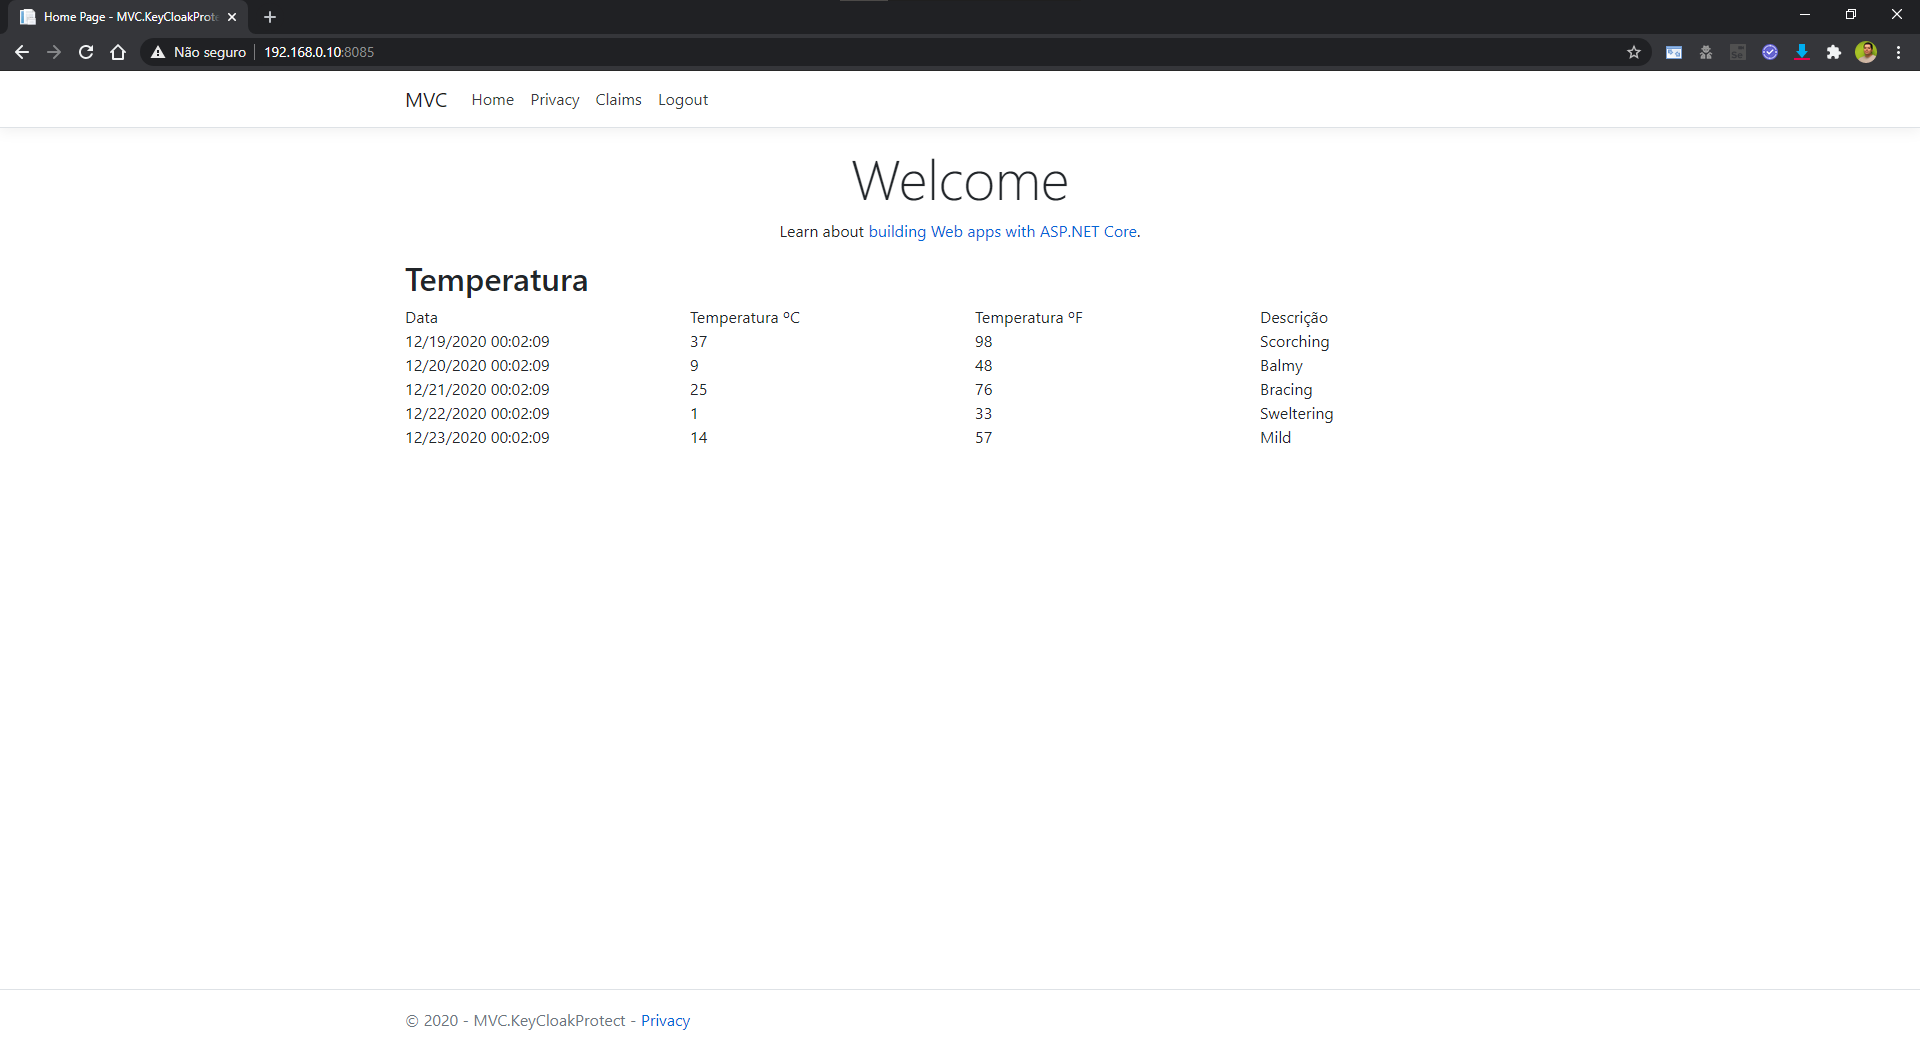 Home Page - MVC.KeyCloakProte
Não seguro 192.168.0.10:8085
MVC Home Privacy Claims Logout
Welcome
Learn about building Web apps with ASP.NET Core.
Temperatura
Data Temperatura ºC Temperatura ºF Descrição
12/19/2020 00:02:09 37 98 Scorching
12/20/2020 00:02:09 9 48 Balmy
12/21/2020 00:02:09 25 76 Bracing
12/22/2020 00:02:09 1 33 Sweltering
12/23/2020 00:02:09 14 57 Mild
© 2020 - MVC.KeyCloakProtect - Privacy